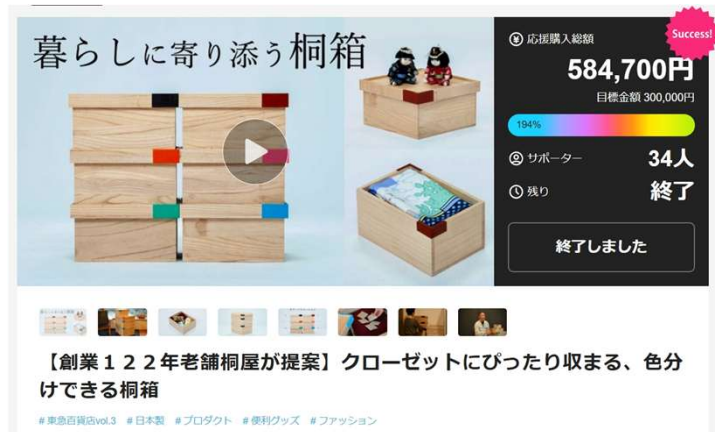 暮らしに寄り添う桐箱
Success!
応援購入総額
584,700円
目標金額 300,000円
194%
サポーター 34人
残り 終了
終了しました
【創業１２２年老舗桐屋が提案】クローゼットにぴったり収まる、色分
けできる桐箱
#東急百貨店vol.3 #日本製 #プロダクト #便利グッズ #ファッション